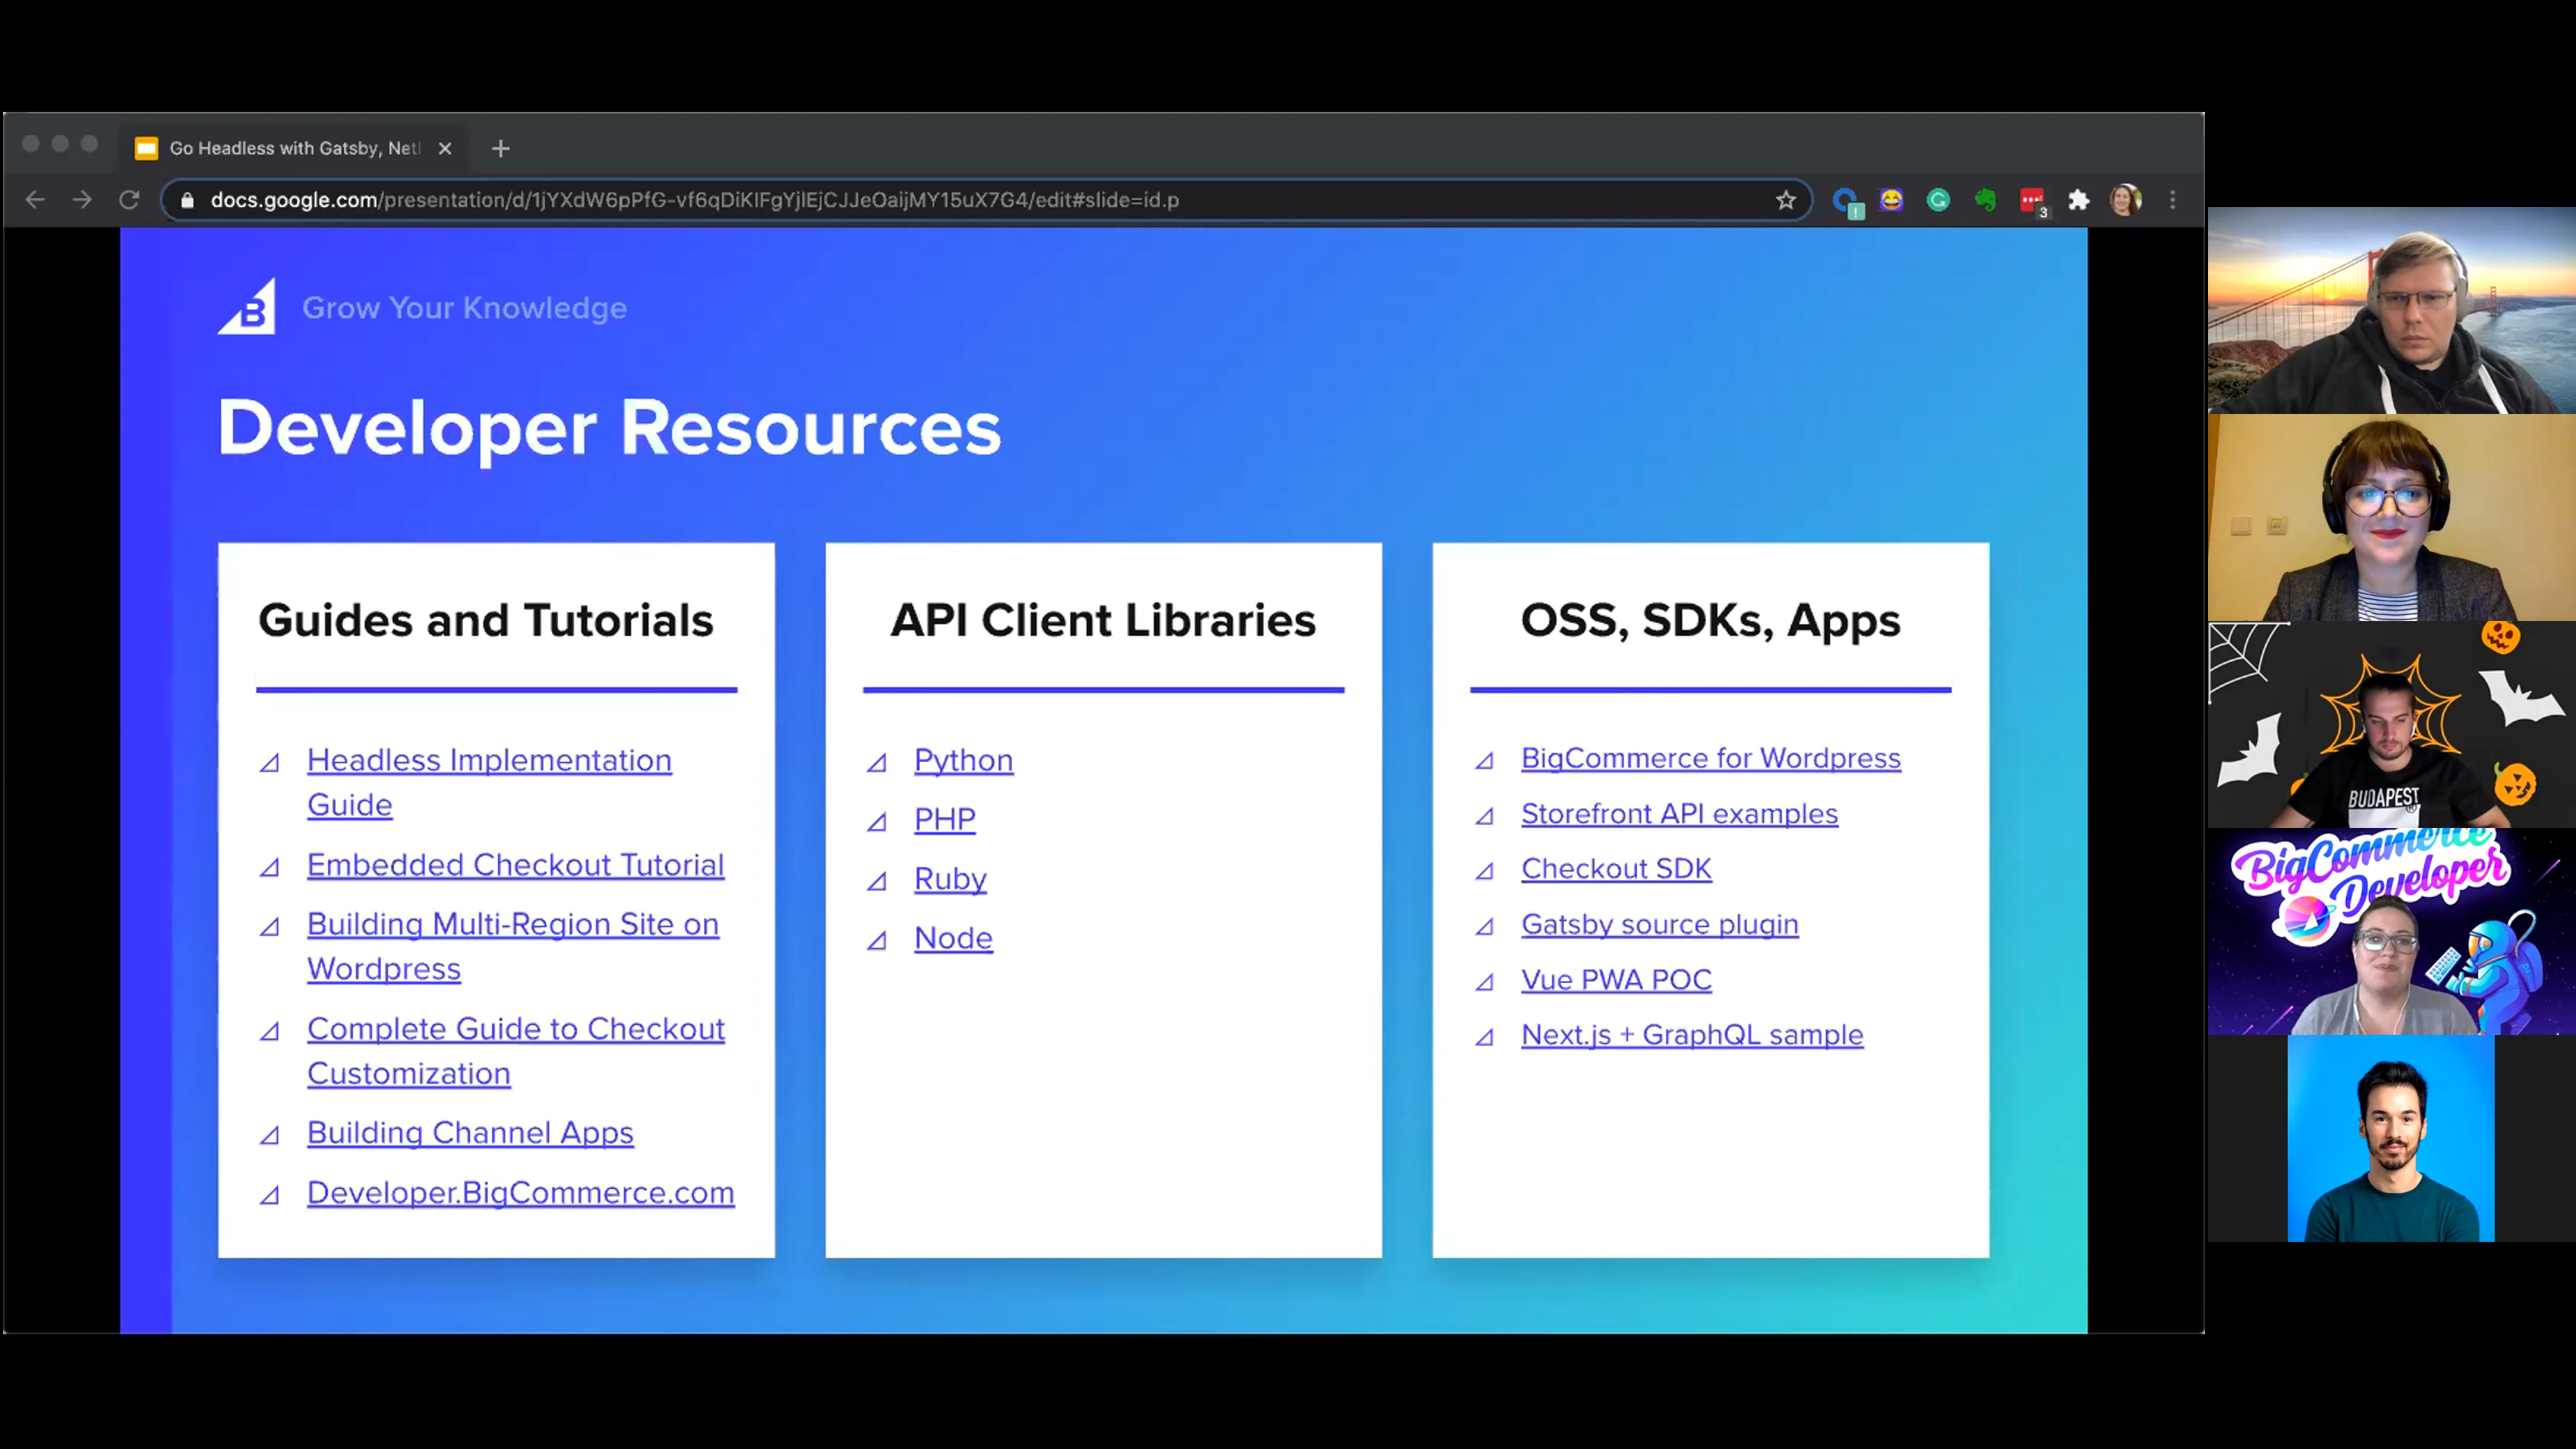 Go Headless with Gatsby, Netl
docs.google.com/presentation/d/1jYXdW6pPfG-vf6qDiKIFgYjlEjCJJeOaijMY15uX7G4/edit#slide=id.p
3
B
Grow Your Knowledge
Developer Resources
Guides and Tutorials
Headless Implementation
Guide
Embedded Checkout Tutorial
Building Multi-Region Site on
Wordpress
Complete Guide to Checkout
Customization
Building Channel Apps
Developer.BigCommerce.com
API Client Libraries
Python
PHP
Ruby
Node
OSS, SDKs, Apps
BigCommerce for Wordpress
Storefront API examples
Checkout SDK
Gatsby source plugin
Vue PWA POC
Next.js + GraphQL sample
BUDAPEST
BigCommerce
Developer